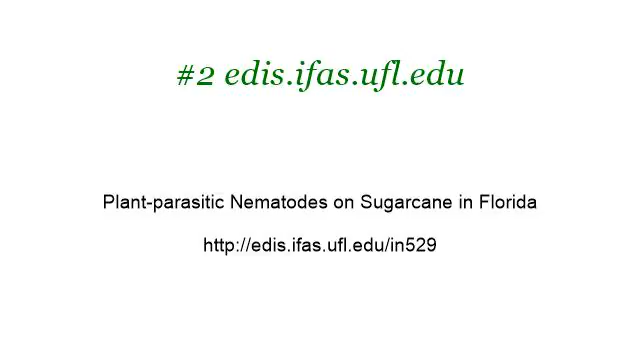 #2 edis.ifas.ufl.edu
Plant-parasitic Nematodes on Sugarcane in Florida
http://edis.ifas.ufl.edu/in529